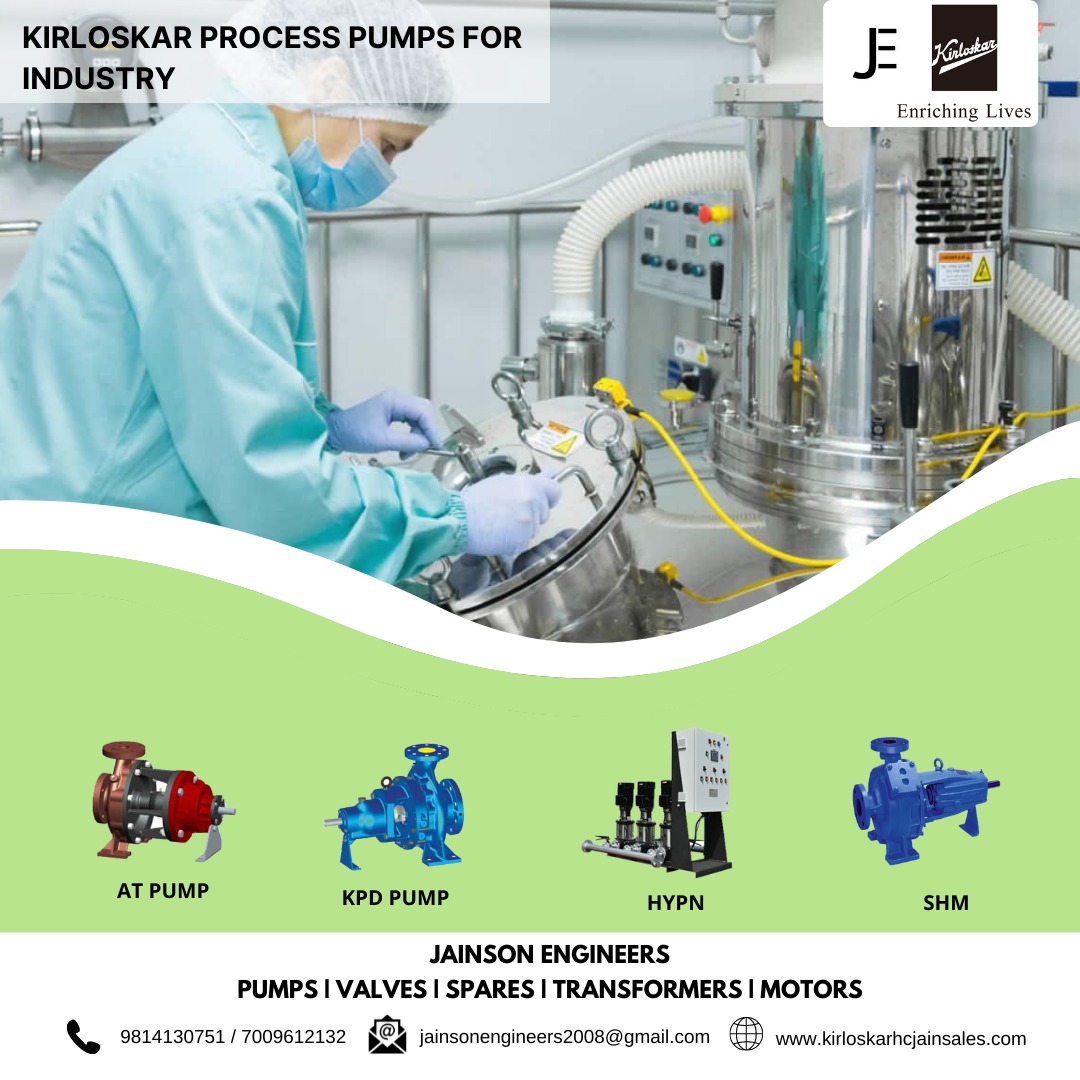 KIRLOSKAR PROCESS PUMPS FOR
INDUSTRY
JE
Kirloskar
Enriching Lives
AT PUMP
KPD PUMP
HYPN
SHM
JAINSON ENGINEERS
PUMPS | VALVES | SPARES | TRANSFORMERS | MOTORS
9814130751 / 7009612132
jainsonengineers2008@gmail.com
www.kirloskarhcjainsales.com